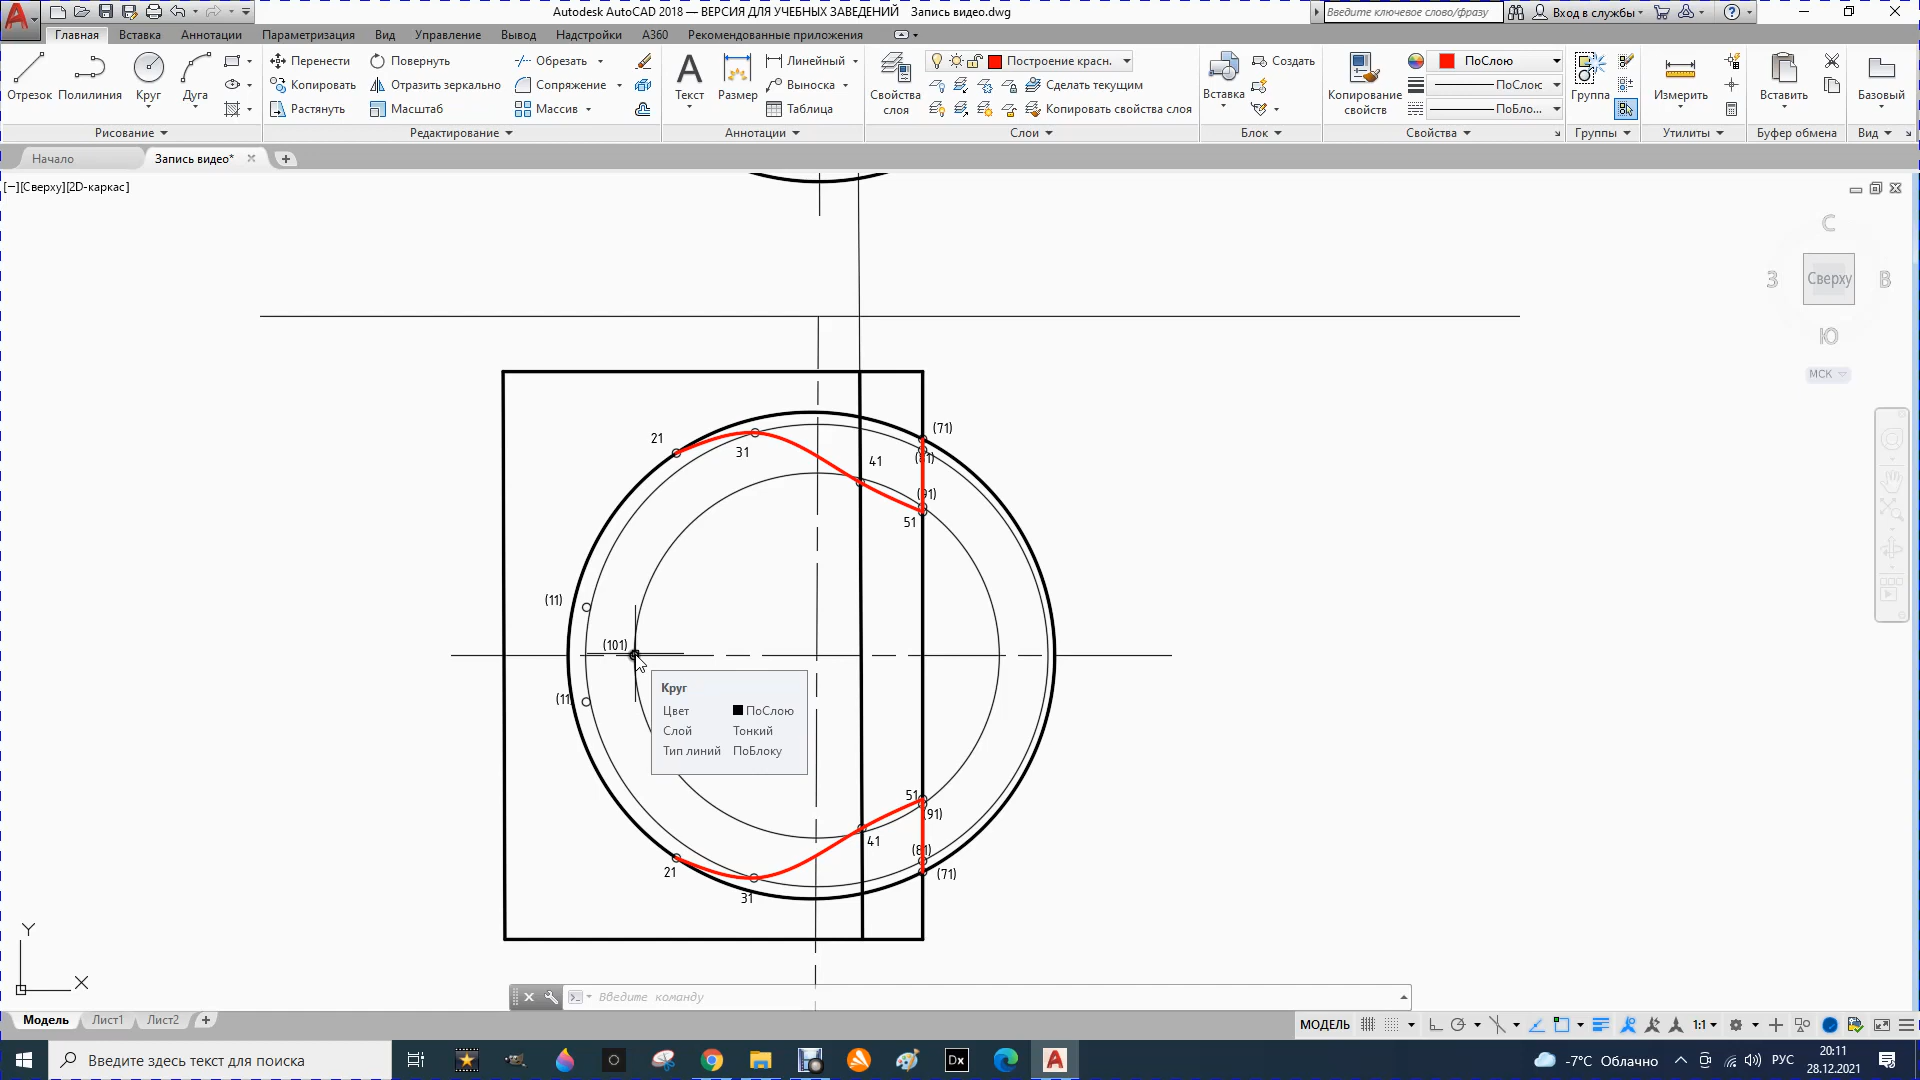 Autodesk AutoCAD 2018 — ВЕРСИЯ ДЛЯ УЧЕБНЫХ ЗАВЕДЕНИЙ Запись видео.dwg
Введите ключевое слово/фразу
Вход в службы
Главная Вставка Аннотации Параметризация Вид Управление Вывод Надстройки A360 Рекомендованные приложения
Отрезок Полилиния Круг Дуга
Рисование
Перенести Повернуть Обрезать
Копировать Отразить зеркально Сопряжение
Растянуть Масштаб Массив
Редактирование
Текст Размер
Линейный
Выноска
Таблица
Аннотации
Свойства слоя
Построение красн.
Сделать текущим
Копировать свойства слоя
Слои
Вставка
Создать
Блок
Копирование свойств
ПоСлою
ПоСлою
ПоБло...
Свойства
Группа
Группы
Измерить
Утилиты
Вставить
Буфер обмена
Базовый
Вид
Начало Запись видео*
[−][Сверху][2D-каркас]
С
З Сверху В
Ю
МСК
21
31
41
(71)
(81)
(91)
51
(11)
(101)
(11)
Круг
Цвет ПоСлою
Слой Тонкий
Тип линий ПоБлоку
51
(91)
41
(81)
(71)
21
31
Y
X
Введите команду
Модель Лист1 Лист2
МОДЕЛЬ
1:1
Введите здесь текст для поиска
Dx
-7°C Облачно
РУС
20:11
28.12.2021